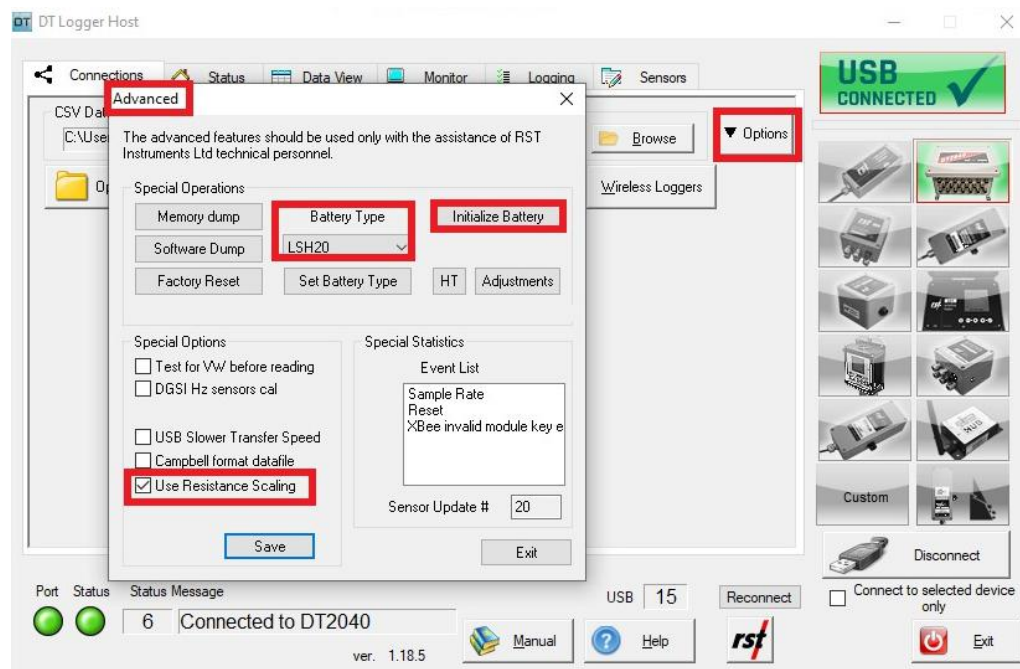 DT DT Logger Host
Connections Status Data View Monitor Logging Sensors
USB
CONNECTED
Advanced
CSV Dat
C:\Use
Browse
Options
The advanced features should be used only with the assistance of RST
Instruments Ltd technical personnel.
Op
Wireless Loggers
Special Operations
Memory dump
Battery Type
Initialize Battery
Software Dump
LSH20
Factory Reset
Set Battery Type
HT
Adjustments
Special Options
Test for VW before reading
DGSI Hz sensors cal
USB Slower Transfer Speed
Campbell format datafile
Use Resistance Scaling
Save
Special Statistics
Event List
Sample Rate
Reset
XBee invalid module key e
Sensor Update # 20
Exit
Custom
Disconnect
Connect to selected device
only
Port Status Status Message
6 Connected to DT2040
ver. 1.18.5
USB 15
Reconnect
Manual
Help
rst
Exit